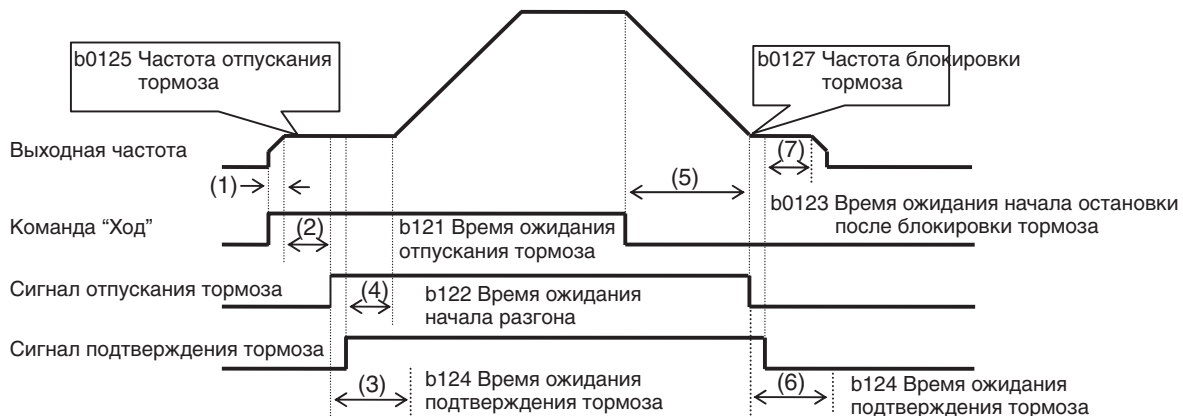 b0125 Частота отпускания
тормоза
b0127 Частота блокировки
тормоза
Выходная частота
(1)
(5)
(7)
b0123 Время ожидания начала остановки
после блокировки тормоза
Команда “Ход”
(2)
b121 Время ожидания
отпускания тормоза
Сигнал отпускания тормоза
(4)
b122 Время ожидания
начала разгона
Сигнал подтверждения тормоза
(3)
b124 Время ожидания
подтверждения тормоза
(6)
b124 Время ожидания
подтверждения тормоза